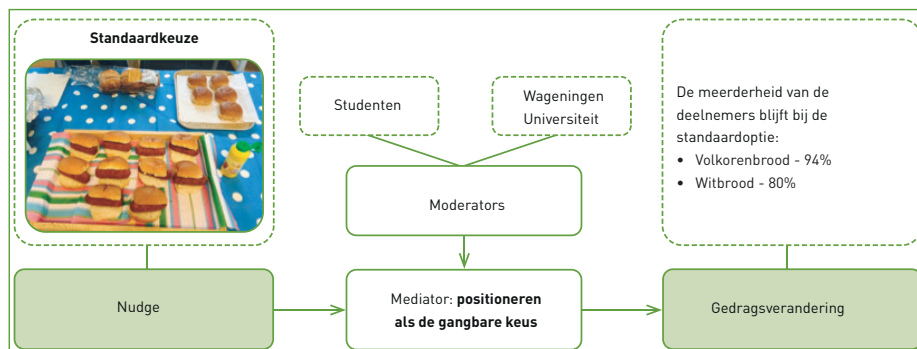 Standaardkeuze
Studenten
Wageningen
Universiteit
De meerderheid van de
deelnemers blijft bij de
standaardoptie:
• Volkorenbrood - 94%
• Witbrood - 80%
Moderators
Nudge
Mediator: positioneren
als de gangbare keus
Gedragsverandering